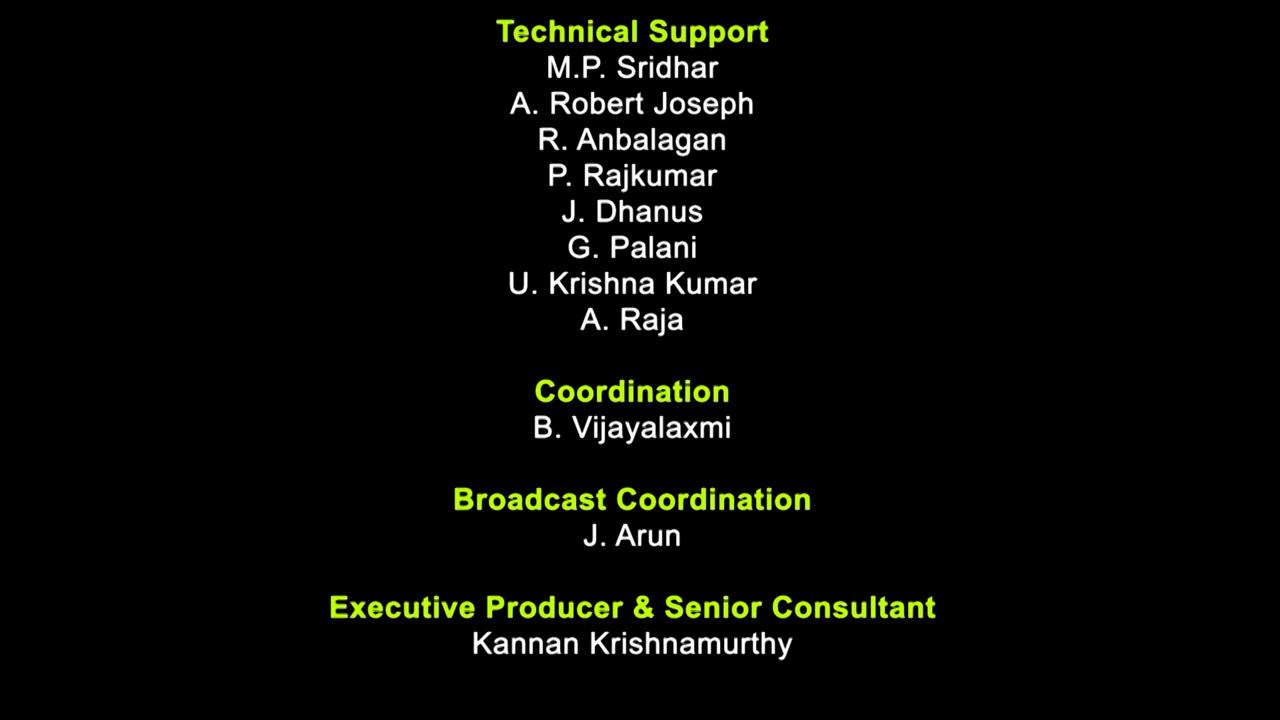 Technical Support
M.P. Sridhar
A. Robert Joseph
R. Anbalagan
P. Rajkumar
J. Dhanus
G. Palani
U. Krishna Kumar
A. Raja
Coordination
B. Vijayalaxmi
Broadcast Coordination
J. Arun
Executive Producer & Senior Consultant
Kannan Krishnamurthy